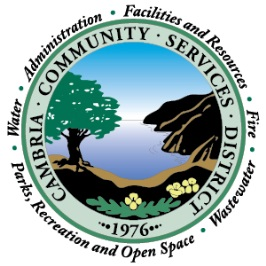 Administration · Facilities and Resources · Fire · Wastewater · Parks, Recreation and Open Space · Water ·
CAMBRIA · COMMUNITY · SERVICES · DISTRICT
1976